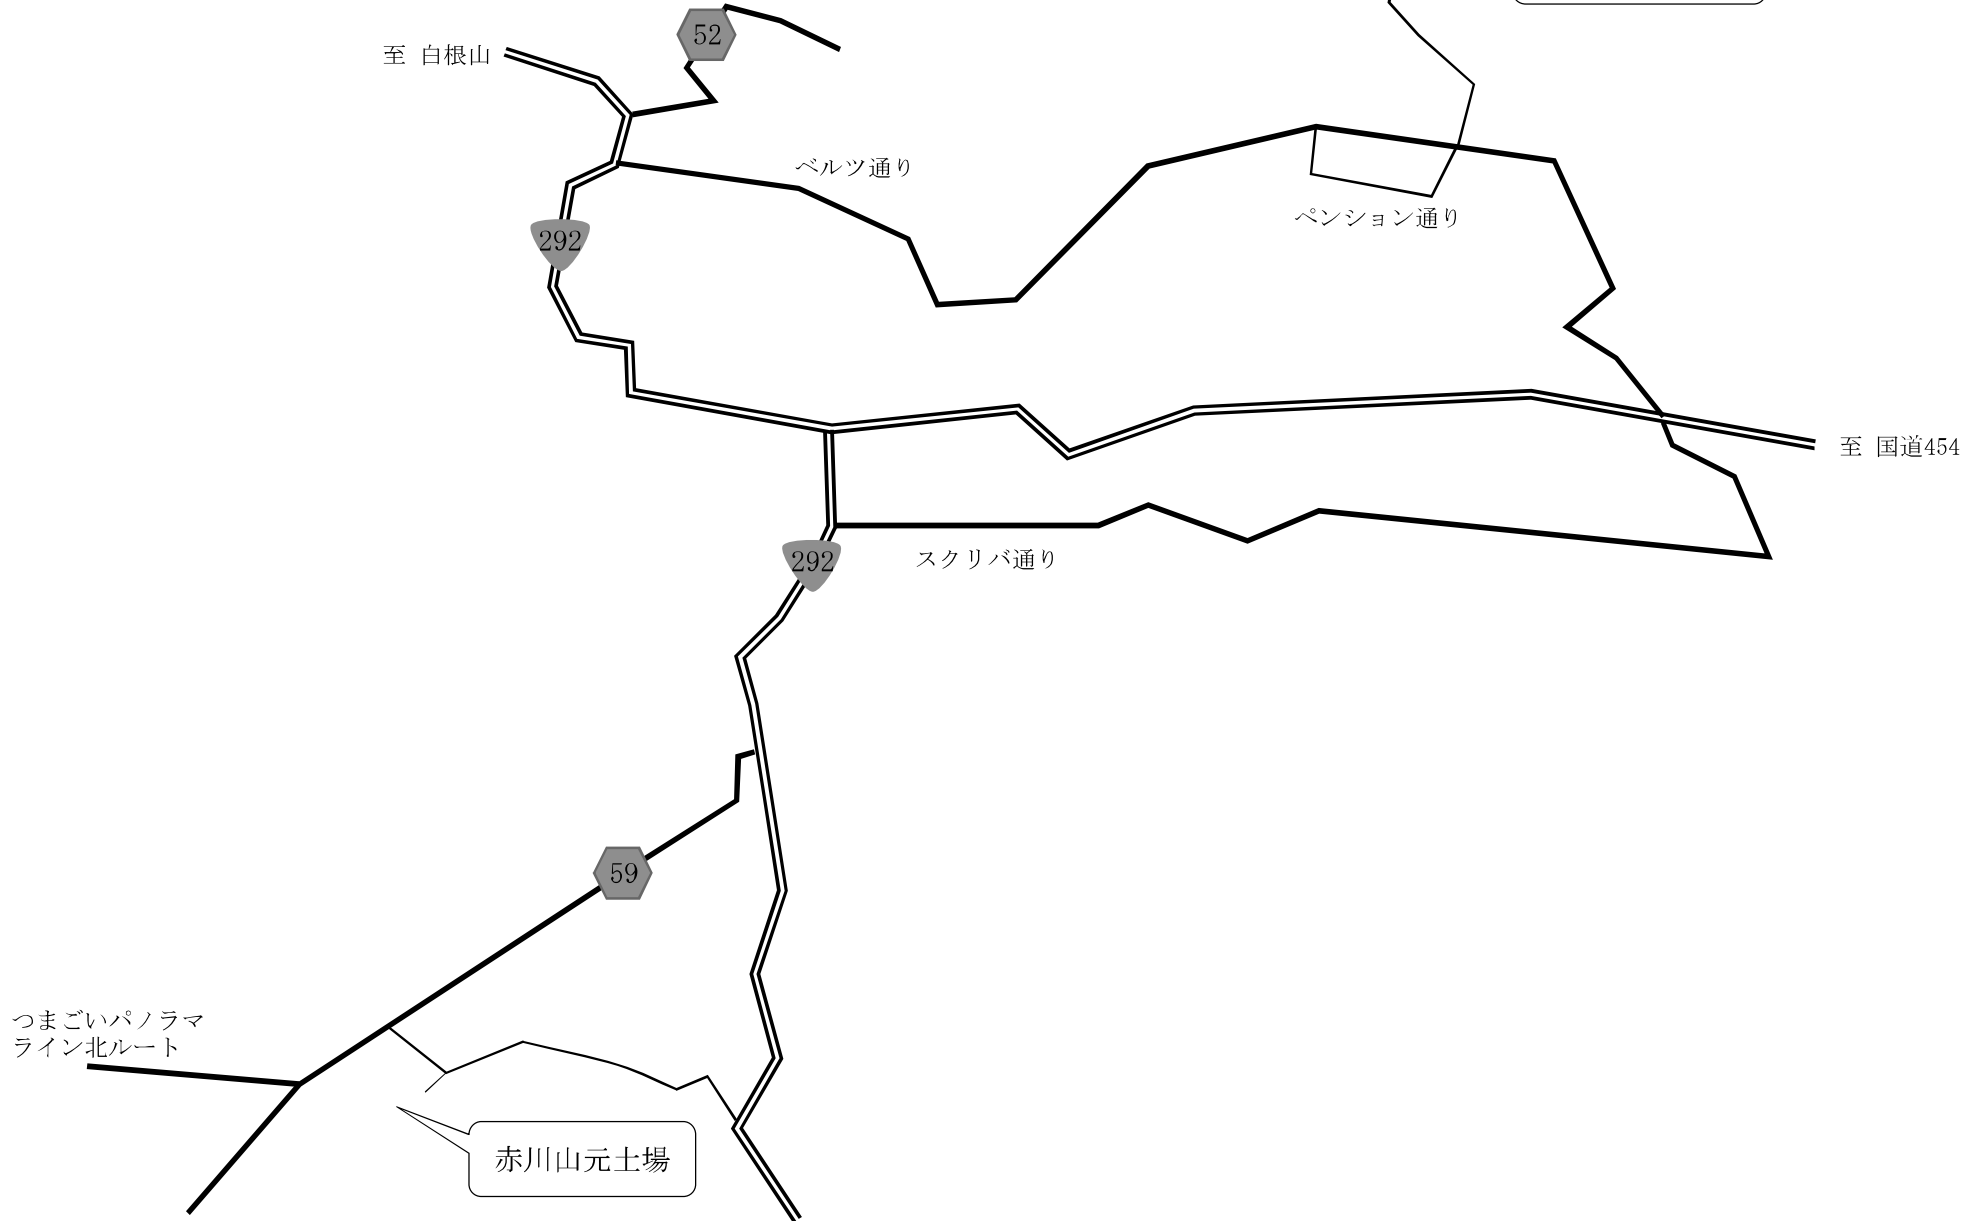 52
至 白根山
ベルツ通り
ペンション通り
292
至 国道454
スクリバ通り
292
59
つまごいパノラマ
ライン北ルート
赤川山元土場